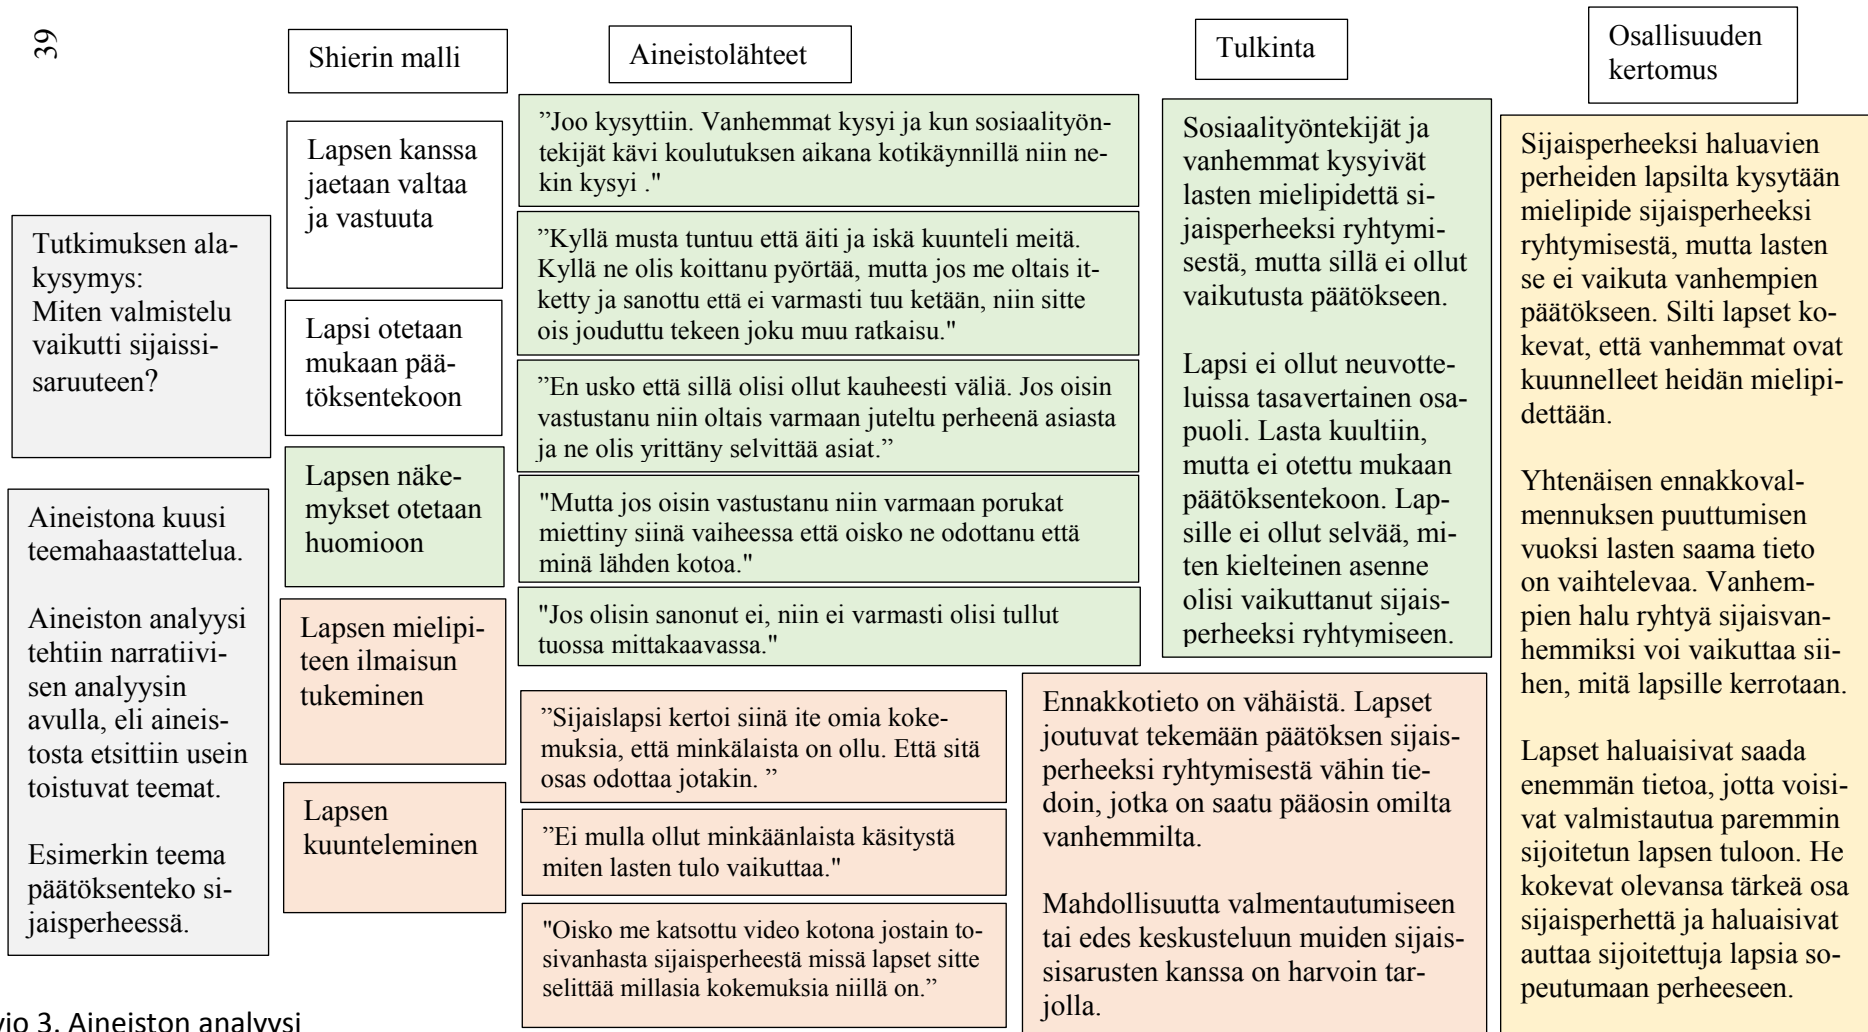 39
Shierin malli
Aineistolähteet
Tulkinta
Osallisuuden
kertomus
Tutkimuksen ala-
kysymys:
Miten valmistelu
vaikutti sijaissi-
saruuteen?
Aineistona kuusi
teemahaastattelua.
Aineiston analyysi
tehtiin narratiivi-
sen analyysin
avulla, eli aineis-
tosta etsittiin usein
toistuvat teemat.
Esimerkin teema
päätöksenteko si-
jaisperheessä.
Lapsen kanssa
jaetaan valtaa
ja vastuuta
Lapsi otetaan
mukaan pää-
töksentekoon
Lapsen näke-
mykset otetaan
huomioon
Lapsen mielipi-
teen ilmaisun
tukeminen
Lapsen
kuunteleminen
”Joo kysyttiin. Vanhemmat kysyi ja kun sosiaalityön-
tekijät kävi koulutuksen aikana kotikäynnillä niin ne-
kin kysyi ."
”Kyllä musta tuntuu että äiti ja iskä kuunteli meitä.
Kyllä ne olis koittanu pyörtää, mutta jos me oltais it-
ketty ja sanottu että ei varmasti tuu ketään, niin sitte
ois jouduttu tekeen joku muu ratkaisu."
”En usko että sillä olisi ollut kauheesti väliä. Jos oisin
vastustanu niin oltais varmaan juteltu perheenä asiasta
ja ne olis yrittäny selvittää asiat.”
"Mutta jos oisin vastustanu niin varmaan porukat
miettiny siinä vaiheessa että oisko ne odottanu että
minä lähden kotoa."
"Jos olisin sanonut ei, niin ei varmasti olisi tullut
tuossa mittakaavassa."
”Sijaislapsi kertoi siinä ite omia koke-
muksia, että minkälaista on ollu. Että sitä
osas odottaa jotakin. ”
”Ei mulla ollut minkäänlaista käsitystä
miten lasten tulo vaikuttaa."
"Oisko me katsottu video kotona jostain to-
sivanhasta sijaisperheestä missä lapset sitte
selittää millasia kokemuksia niillä on.”
Sosiaalityöntekijät ja
vanhemmat kysyivät
lasten mielipidettä si-
jaisperheeksi ryhtymi-
sestä, mutta sillä ei ollut
vaikutusta päätökseen.
Lapsi ei ollut neuvotte-
luissa tasavertainen osa-
puoli. Lasta kuultiin,
mutta ei otettu mukaan
päätöksentekoon. Lap-
sille ei ollut selvää, mi-
ten kielteinen asenne
olisi vaikuttanut sijais-
perheeksi ryhtymiseen.
Ennakkotieto on vähäistä. Lapset
joutuvat tekemään päätöksen sijais-
perheeksi ryhtymisestä vähin tie-
doin, jotka on saatu pääosin omilta
vanhemmilta.
Mahdollisuutta valmentautumiseen
tai edes keskusteluun muiden sijais-
sisarusten kanssa on harvoin tar-
jolla.
Sijaisperheeksi haluavien
perheiden lapsilta kysytään
mielipide sijaisperheeksi
ryhtymisestä, mutta lasten
se ei vaikuta vanhempien
päätökseen. Silti lapset ko-
kevat, että vanhemmat ovat
kuunnelleet heidän mielipi-
dettään.
Yhtenäisen ennakkoval-
mennuksen puuttumisen
vuoksi lasten saama tieto
on vaihtelevaa. Vanhem-
pien halu ryhtyä sijaisvan-
hemmiksi voi vaikuttaa sii-
hen, mitä lapsille kerrotaan.
Lapset haluaisivat saada
enemmän tietoa, jotta voisi-
vat valmistautua paremmin
sijoitetun lapsen tuloon. He
kokevat olevansa tärkeä osa
sijaisperhettä ja haluaisivat
auttaa sijoitettuja lapsia so-
peutumaan perheeseen.
vio 3. Aineiston analyysi